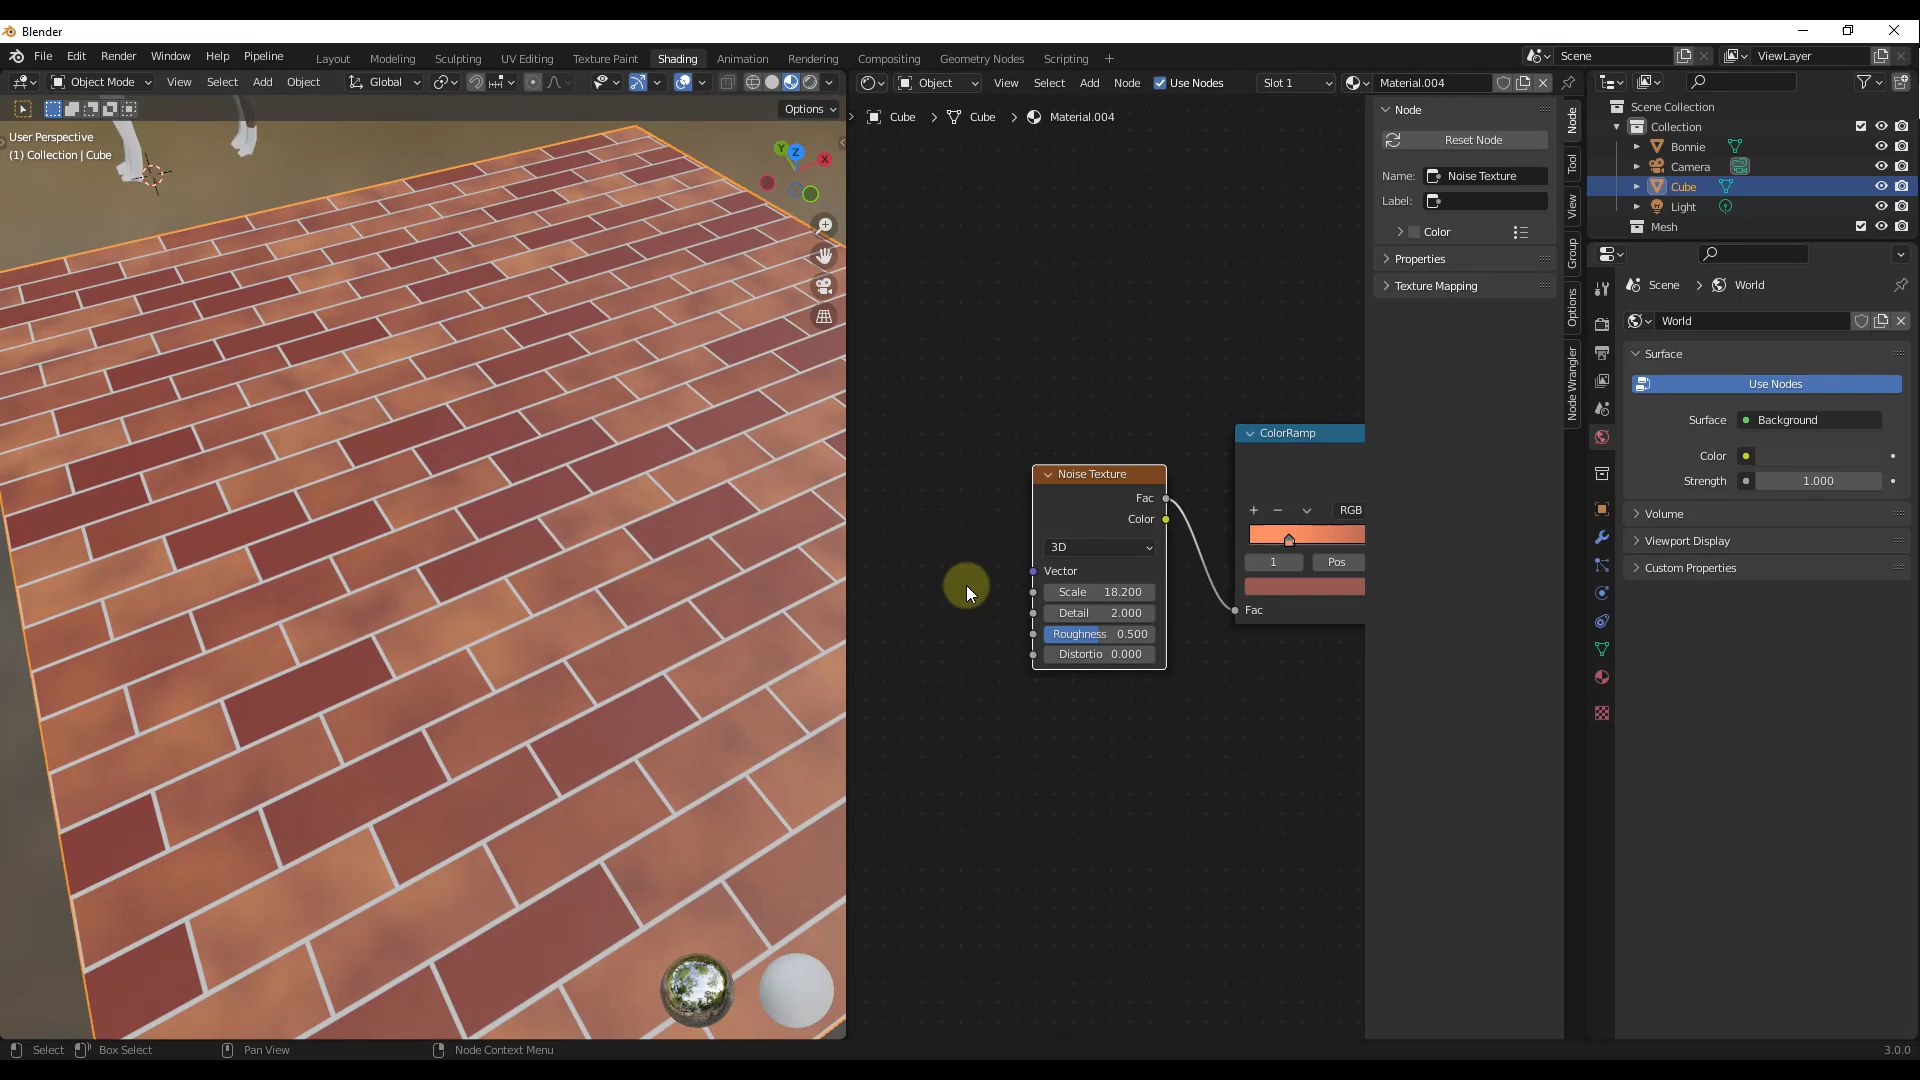 Blender
File Edit Render Window Help Pipeline
Layout Modeling Sculpting UV Editing Texture Paint Shading Animation Rendering Compositing Geometry Nodes Scripting +
Scene
ViewLayer
Object Mode View Select Add Object Global
Object View Select Add Node Use Nodes Slot 1 Material.004
Options
User Perspective
(1) Collection | Cube
Y Z X
Cube > Cube > Material.004
Noise Texture
Fac
Color
3D
Vector
Scale 18.200
Detail 2.000
Roughness 0.500
Distortio 0.000
ColorRamp
+ − RGB
1 Pos
Fac
Node
Reset Node
Name: Noise Texture
Label:
Color
Properties
Texture Mapping
Node
Tool
View
Group
Options
Node Wrangler
Scene Collection
Collection
Bonnie
Camera
Cube
Light
Mesh
Scene > World
World
Surface
Use Nodes
Surface Background
Color
Strength 1.000
Volume
Viewport Display
Custom Properties
Select Box Select Pan View Node Context Menu
3.0.0